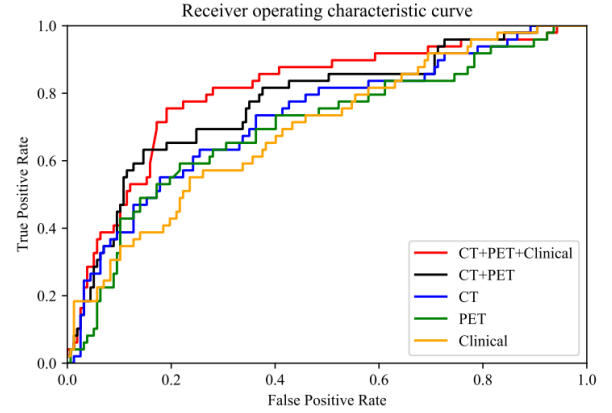 Receiver operating characteristic curve
True Positive Rate
1.0
0.8
0.6
0.4
0.2
0.0
0.0 0.2 0.4 0.6 0.8 1.0
False Positive Rate
CT+PET+Clinical
CT+PET
CT
PET
Clinical